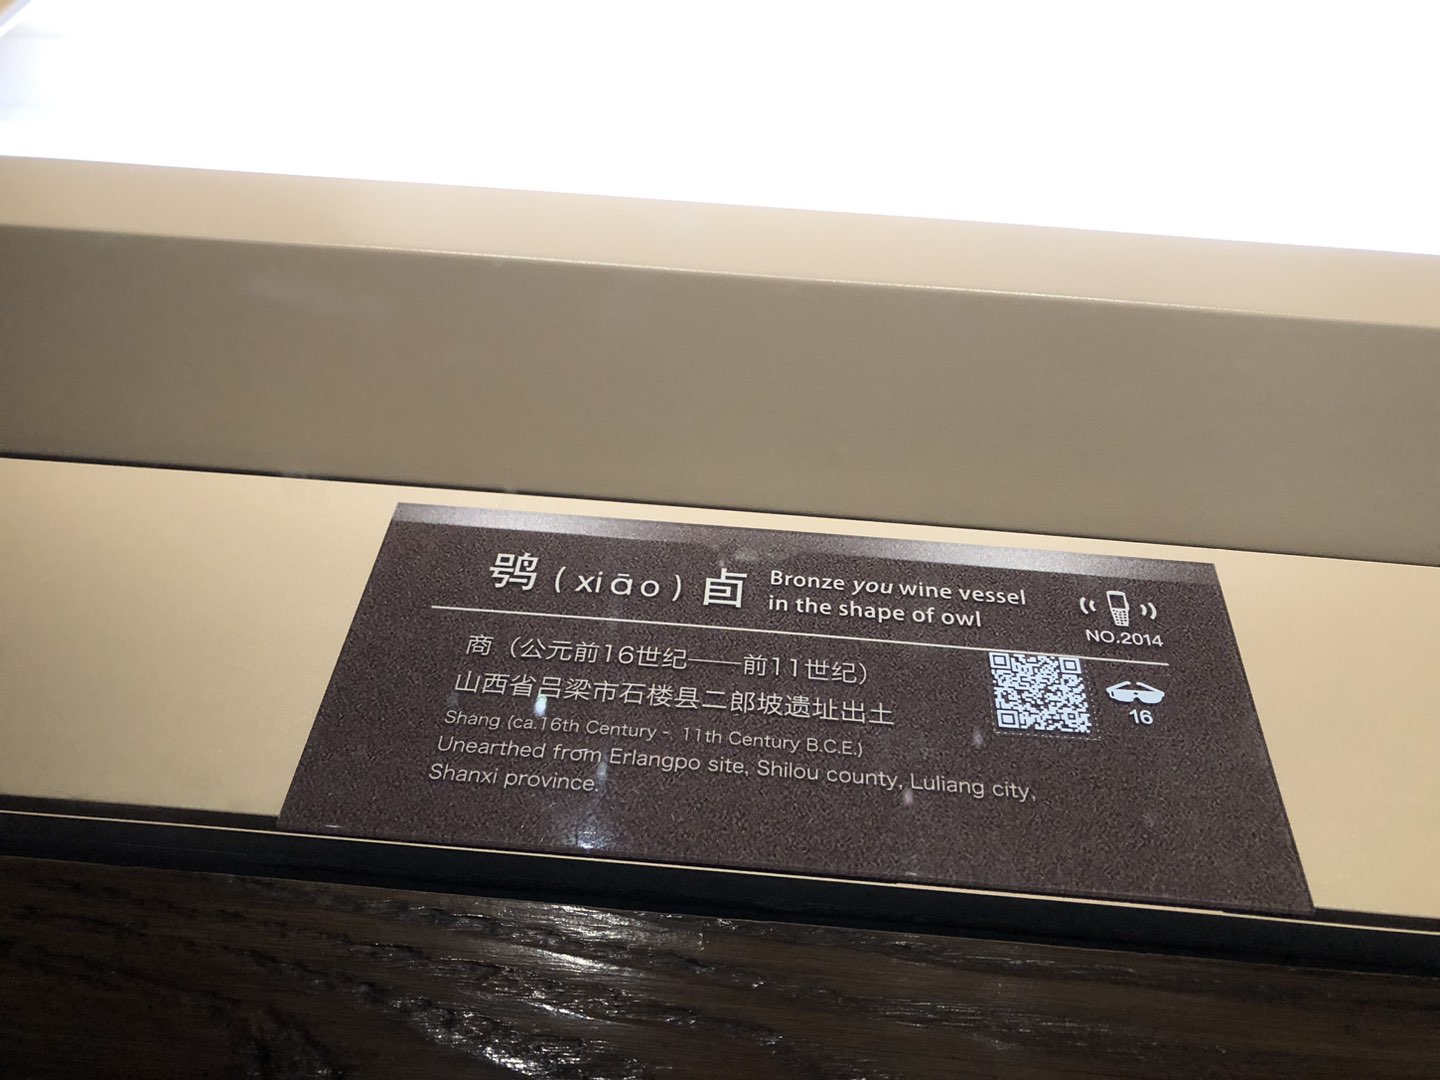 鸮（xiāo）卣
Bronze you wine vessel
in the shape of owl
NO.2014
商（公元前16世纪——前11世纪）
山西省吕梁市石楼县二郎坡遗址出土
16
Shang (ca.16th Century - 11th Century B.C.E.)
Unearthed from Erlangpo site, Shilou county, Luliang city,
Shanxi province.